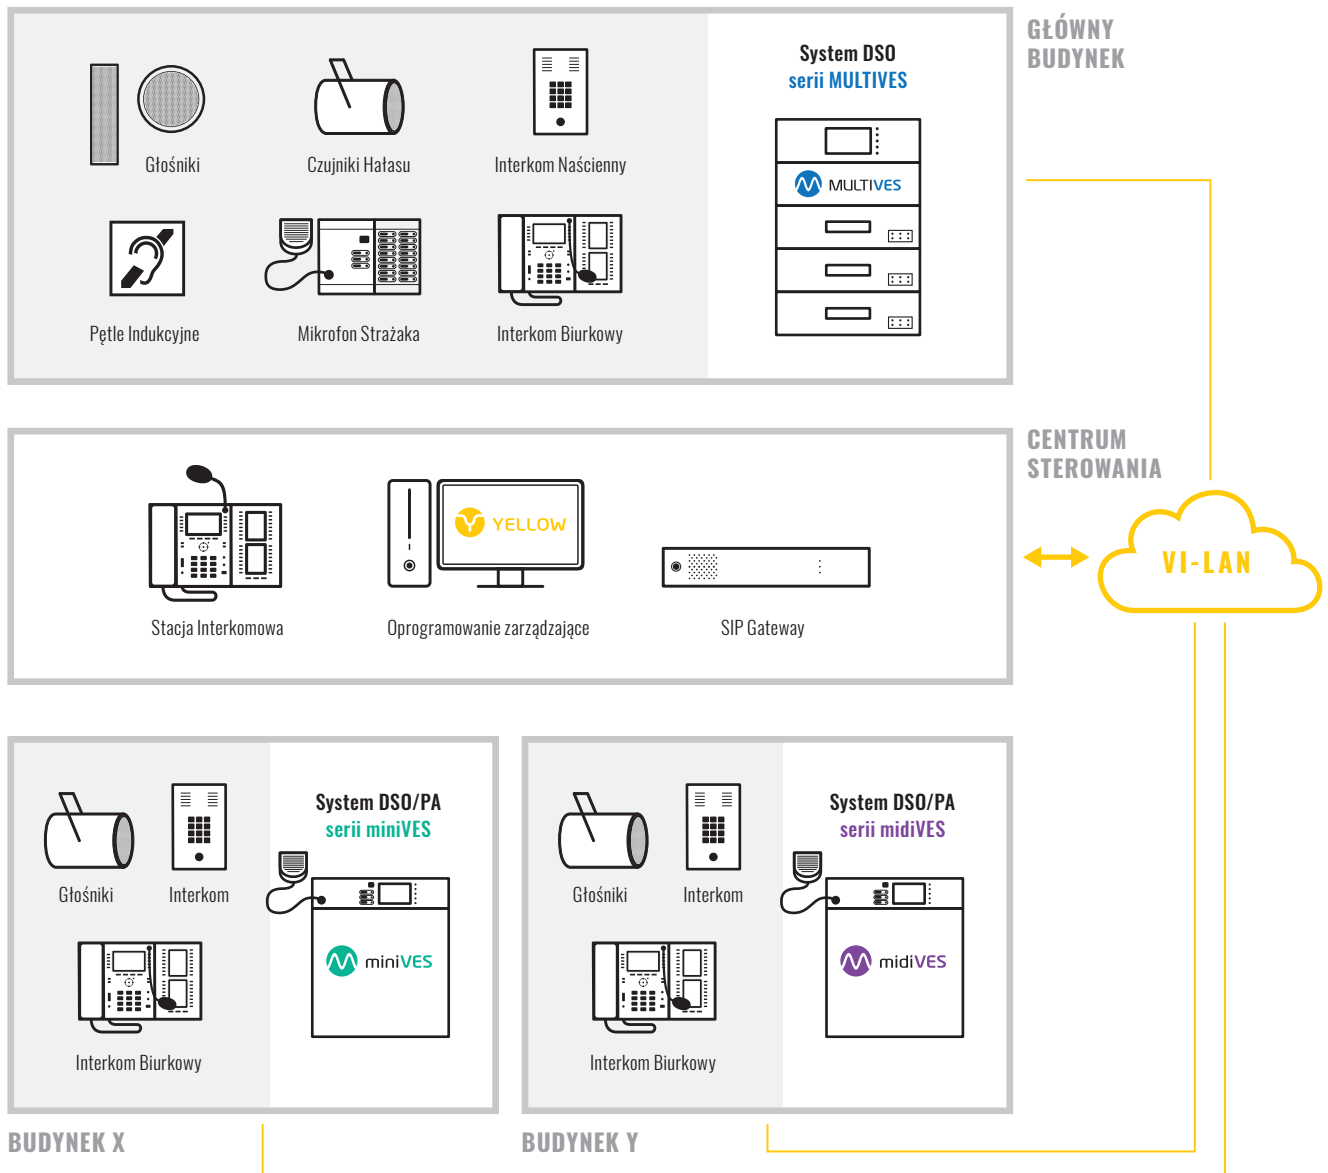 GŁÓWNY
BUDYNEK
System DSO
serii MULTIVES
Głośniki
Czujniki Hałasu
Interkom Naścienny
MULTIVES
Pętle Indukcyjne
Mikrofon Strażaka
Interkom Biurkowy
CENTRUM
STEROWANIA
YELLOW
VI-LAN
Stacja Interkomowa
Oprogramowanie zarządzające
SIP Gateway
System DSO/PA
serii miniVES
Głośniki
Interkom
miniVES
Interkom Biurkowy
BUDYNEK X
System DSO/PA
serii midiVES
Głośniki
Interkom
midiVES
Interkom Biurkowy
BUDYNEK Y